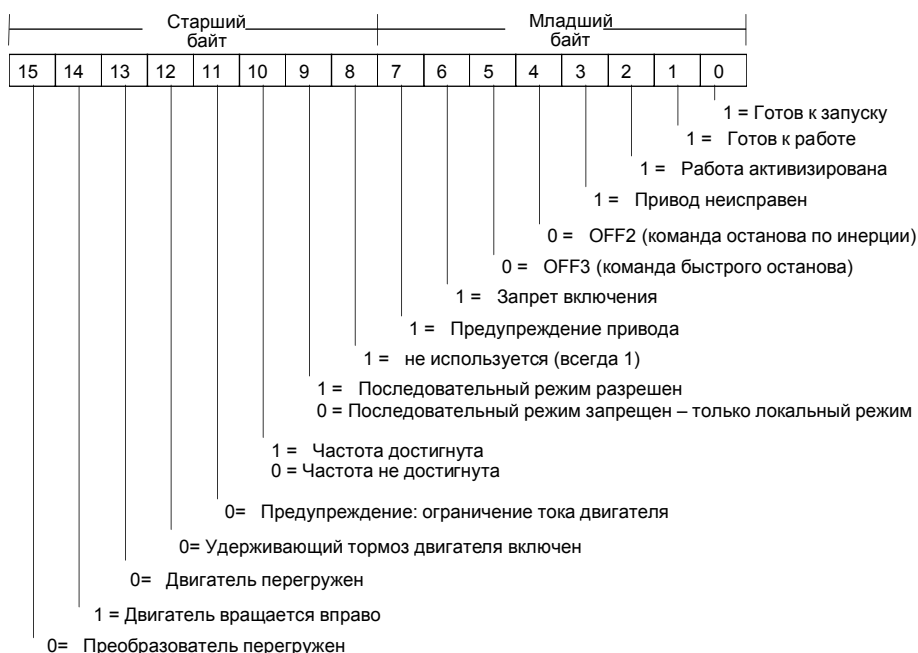 Старший байт
Младший байт
15 14 13 12 11 10 9 8 7 6 5 4 3 2 1 0
1 = Готов к запуску
1 = Готов к работе
1 = Работа активизирована
1 = Привод неисправен
0 = OFF2 (команда останова по инерции)
0 = OFF3 (команда быстрого останова)
1 = Запрет включения
1 = Предупреждение привода
1 = не используется (всегда 1)
1 = Последовательный режим разрешен
0 = Последовательный режим запрещен – только локальный режим
1 = Частота достигнута
0 = Частота не достигнута
0= Предупреждение: ограничение тока двигателя
0= Удерживающий тормоз двигателя включен
0= Двигатель перегружен
1 = Двигатель вращается вправо
0= Преобразователь перегружен